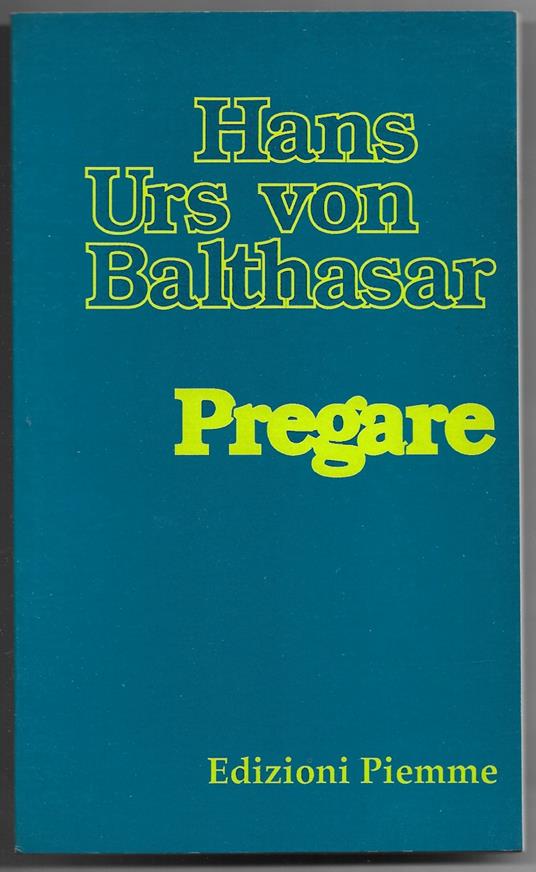 Hans
Urs von
Balthasar
Pregare
Edizioni Piemme